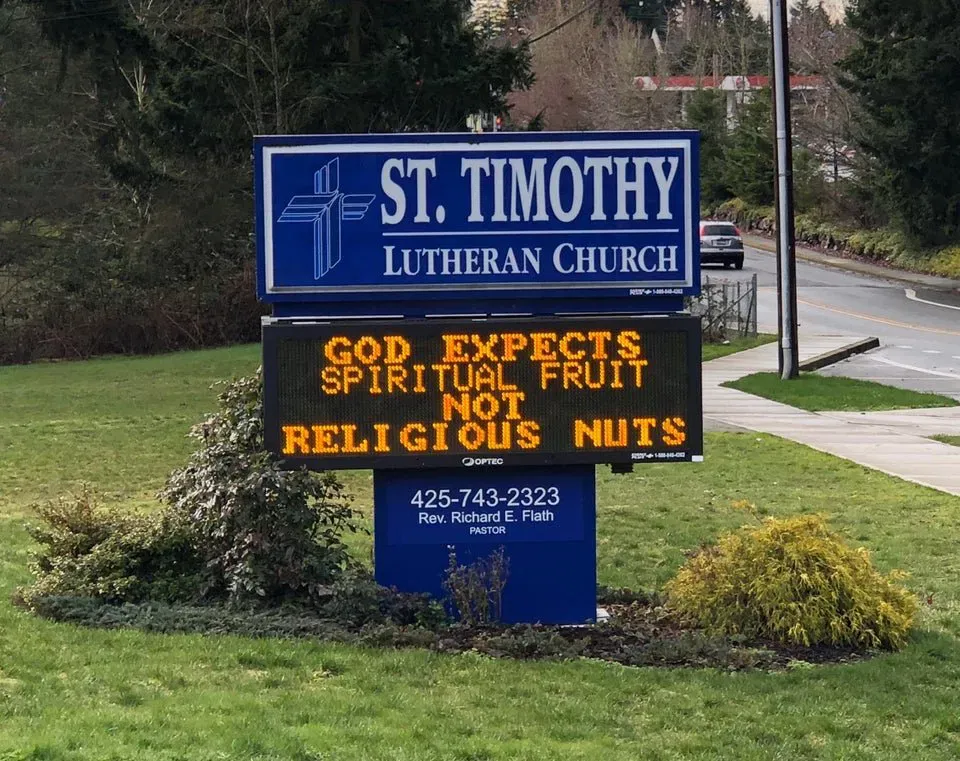 ST. TIMOTHY
LUTHERAN CHURCH
GOD EXPECTS
SPIRITUAL FRUIT
NOT
RELIGIOUS NUTS
OPTEC
425-743-2323
Rev. Richard E. Flath
PASTOR